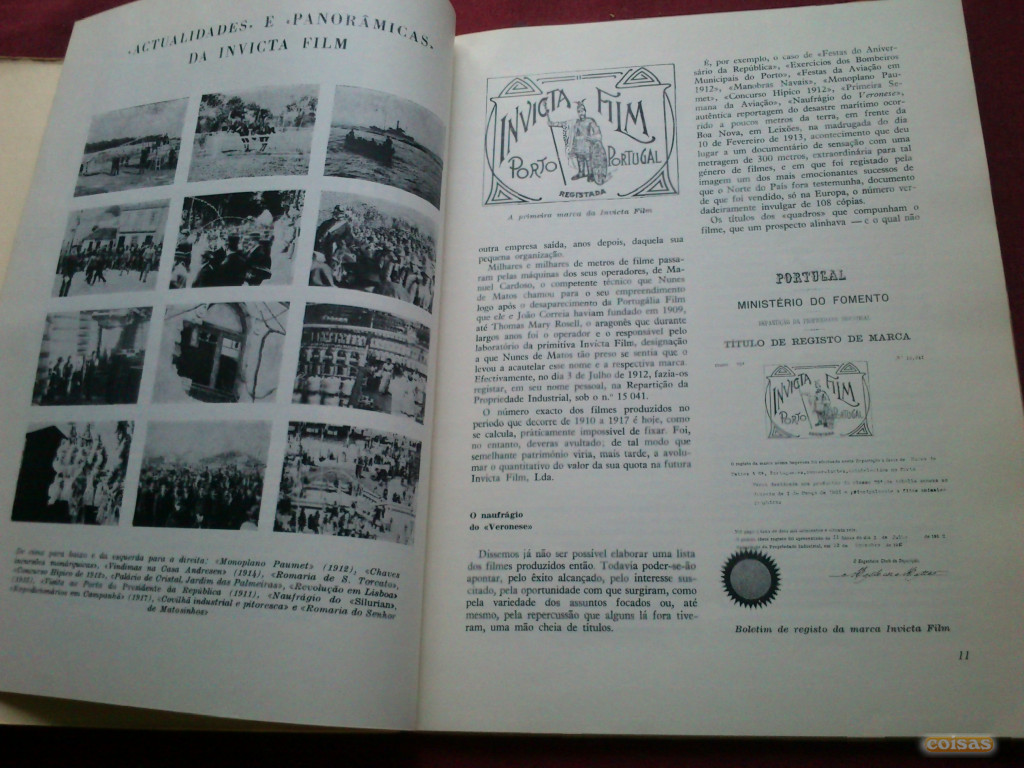 «ACTUALIDADES» E «PANORÂMICAS»
DA INVICTA FILM
De cima para baixo e da esquerda para a direita: «Monoplano Paumet» (1912), «Chaves
«Concurso Hípico de 1912», «Palácio de Cristal, Jardim das Palmeiras», «Revolução em Lisboa»
(1915), «Visita ao Porto do Presidente da República (1911), «Naufrágio do «Silurian»,
em Campanhã» (1917), «Covilhã industrial e pitoresca» e «Romaria do Senhor
de Matosinhos»
INVICTA FILM
PORTO PORTUGAL
REGISTADA
A primeira marca da Invicta Film
outra empresa saída, anos depois, daquela sua
pequena organização.
Milhares e milhares de metros de filme passa-
ram pelas máquinas dos seus operadores, de Ma-
nuel Cardoso, o competente técnico que Nunes
de Matos chamou para o seu empreendimento
logo após o desaparecimento da Portugália Film
que ele e João Correia haviam fundado em 1909,
até Thomas Mary Rosell, o aragonês que durante
largos anos foi o operador e o responsável pelo
laboratório da primitiva Invicta Film, designação
a que Nunes de Matos tão preso se sentia que o
levou a acautelar esse nome e a respectiva marca.
Efectivamente, no dia 3 de Julho de 1912, fazia-os
registar, em seu nome pessoal, na Repartição da
Propriedade Industrial, sob o n.º 15 041.
O número exacto dos filmes produzidos no
período que decorre de 1910 a 1917 é hoje, como
se calcula, pràticamente impossível de fixar. Foi,
no entanto, deveras avultado; de tal modo que
semelhante património viria, mais tarde, a avolu-
mar o quantitativo do valor da sua quota na futura
Invicta Film, Lda.
O naufrágio
do «Veronese»
Dissemos já não ser possível elaborar uma lista
dos filmes produzidos então. Todavia poder-se-ão
apontar, pelo êxito alcançado, pelo interesse sus-
citado, pela oportunidade com que surgiram, como
pela variedade dos assuntos focados ou, até
mesmo, pela repercussão que alguns lá fora tive-
ram, uma mão cheia de títulos.
É, por exemplo, o caso de «Festas do Aniver-
sário da República», «Exercícios dos Bombeiros
Municipais do Porto», «Festas da Aviação em
1912», «Manobras Navais», «Monoplano Pau-
met», «Concurso Hípico 1912», «Primeira Se-
mana da Aviação», «Naufrágio do Veronese»,
autêntica reportagem do desastre marítimo ocor-
rido a poucos metros da terra, em frente da
Boa Nova, em Leixões, na madrugada do dia
10 de Fevereiro de 1913, acontecimento que deu
lugar a um documentário de sensação com uma
metragem de 300 metros, extraordinária para tal
género de filmes, e em que foi registado pela
imagem um dos mais emocionantes sucessos de
que o Norte do País fora testemunha, documento
de que foi vendido, só na Europa, o número ver-
dadeiramente invulgar de 108 cópias.
Os títulos dos «quadros» que compunham o
filme, que um prospecto alinhava — e o qual não
PORTUGAL
MINISTÉRIO DO FOMENTO
TÍTULO DE REGISTO DE MARCA
INVICTA FILM
PORTO PORTUGAL
Boletim de registo da marca Invicta Film
11
coisas